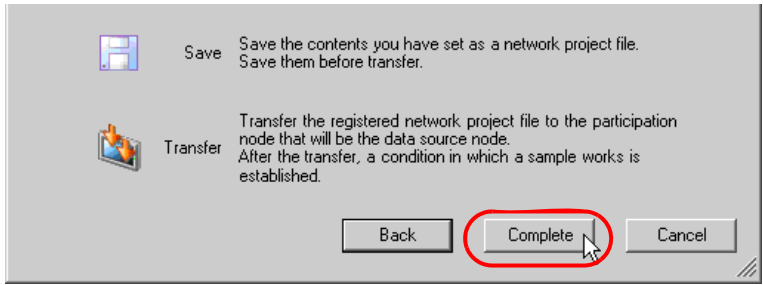 Save
Save the contents you have set as a network project file.
Save them before transfer.
Transfer
Transfer the registered network project file to the participation
node that will be the data source node.
After the transfer, a condition in which a sample works is
established.
Back
Complete
Cancel